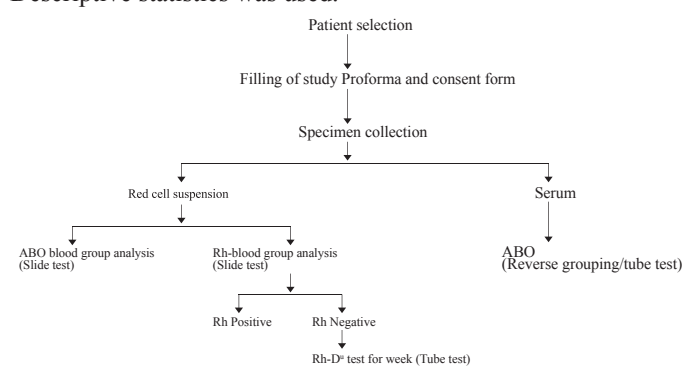 Descriptive statistics was used.
Patient selection
Filling of study Proforma and consent form
Specimen collection
Red cell suspension
Serum
ABO blood group analysis
(Slide test)
Rh-blood group analysis
(Slide test)
ABO
(Reverse grouping/tube test)
Rh Positive
Rh Negative
Rh-Dᵘ test for week (Tube test)